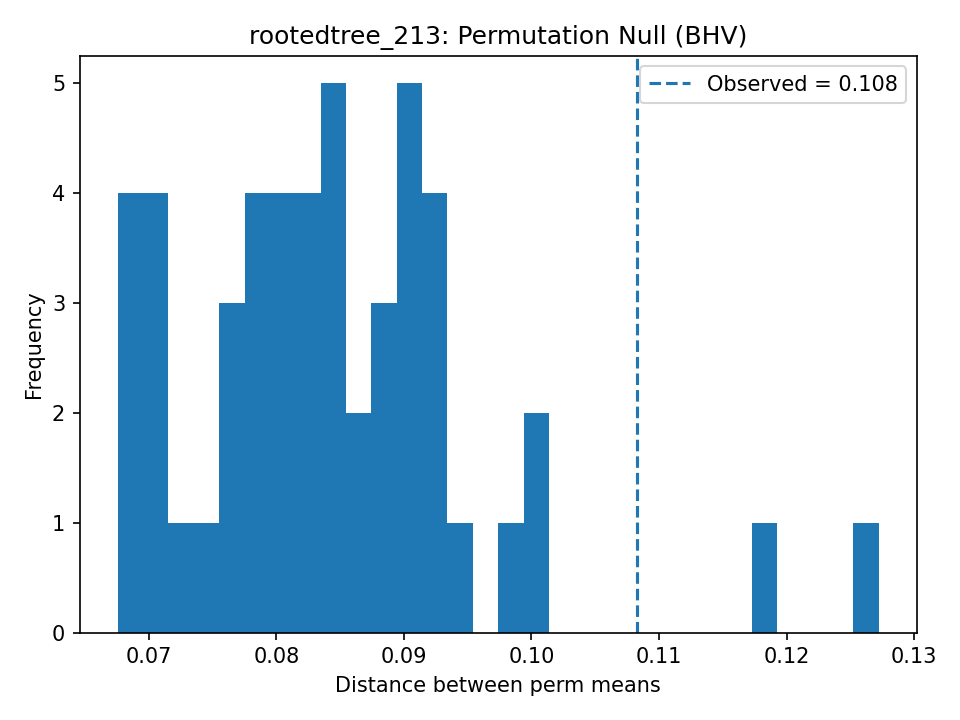 rootedtree_213: Permutation Null (BHV)
Observed = 0.108
5
4
3
2
1
0
Frequency
0.07 0.08 0.09 0.10 0.11 0.12 0.13
Distance between perm means